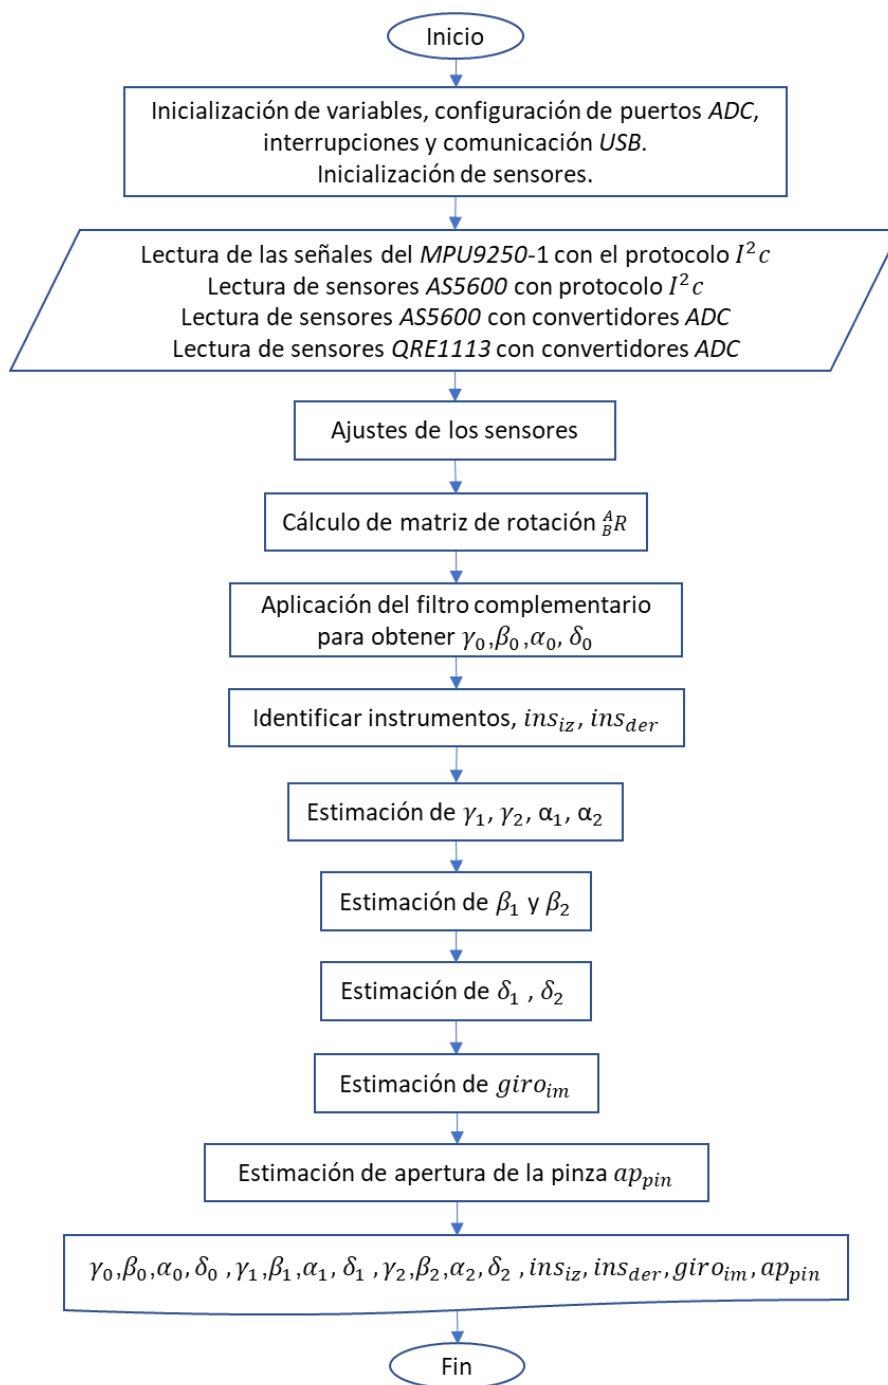 Inicio
Inicialización de variables, configuración de puertos ADC,
interrupciones y comunicación USB.
Inicialización de sensores.
Lectura de las señales del MPU9250-1 con el protocolo I²c
Lectura de sensores AS5600 con protocolo I²c
Lectura de sensores AS5600 con convertidores ADC
Lectura de sensores QRE1113 con convertidores ADC
Ajustes de los sensores
Cálculo de matriz de rotación ᴬ_BR
Aplicación del filtro complementario
para obtener γ₀,β₀,α₀, δ₀
Identificar instrumentos, ins_iz, ins_der
Estimación de γ₁, γ₂, α₁, α₂
Estimación de β₁ y β₂
Estimación de δ₁ , δ₂
Estimación de giro_im
Estimación de apertura de la pinza ap_pin
γ₀,β₀,α₀, δ₀ ,γ₁,β₁,α₁, δ₁ ,γ₂,β₂,α₂, δ₂ ,ins_iz, ins_der, giro_im, ap_pin
Fin